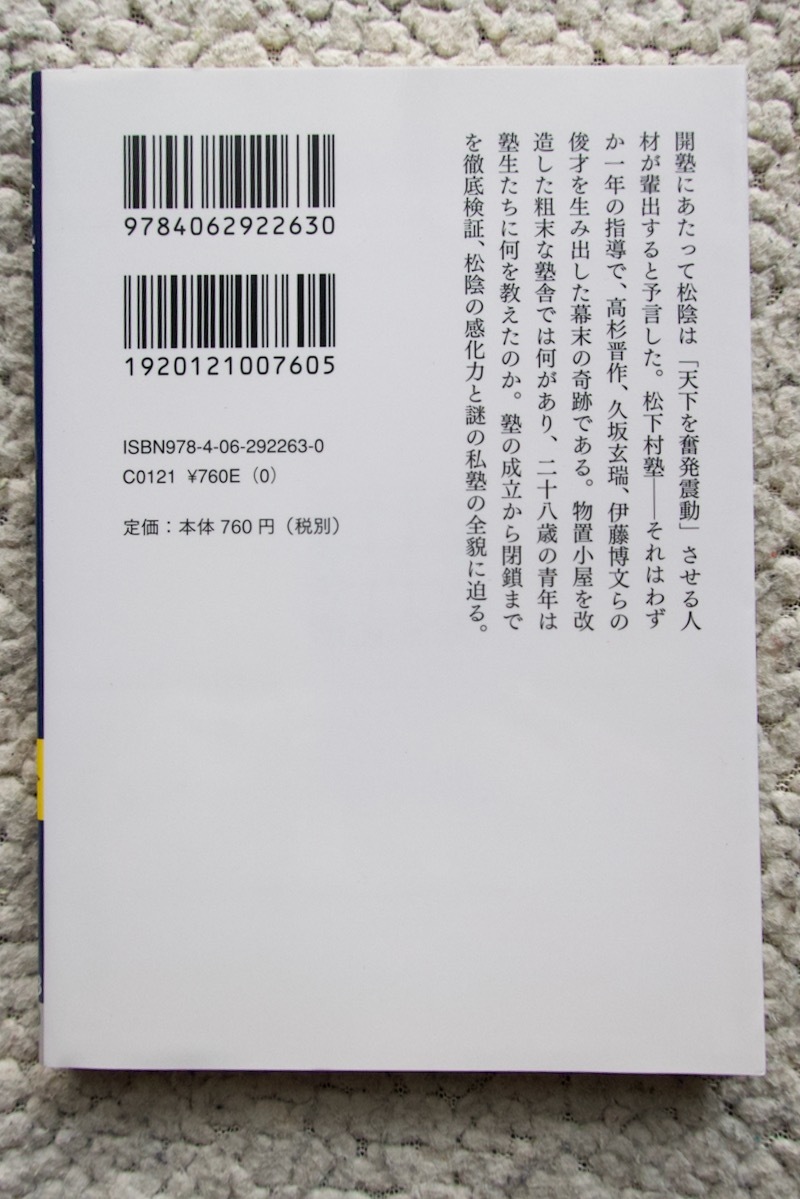 開塾にあたって松陰は「天下を奮発震動」させる人
材が輩出すると予言した。松下村塾――それはわず
か一年の指導で、高杉晋作、久坂玄瑞、伊藤博文らの
俊才を生み出した幕末の奇跡である。物置小屋を改
造した粗末な塾舎では何があり、二十八歳の青年は
塾生たちに何を教えたのか。塾の成立から閉鎖まで
を徹底検証、松陰の感化力と謎の私塾の全貌に迫る。
9784062922630
1920121007605
ISBN978-4-06-292263-0
C0121 ¥760E (0)
定価：本体760円（税別）